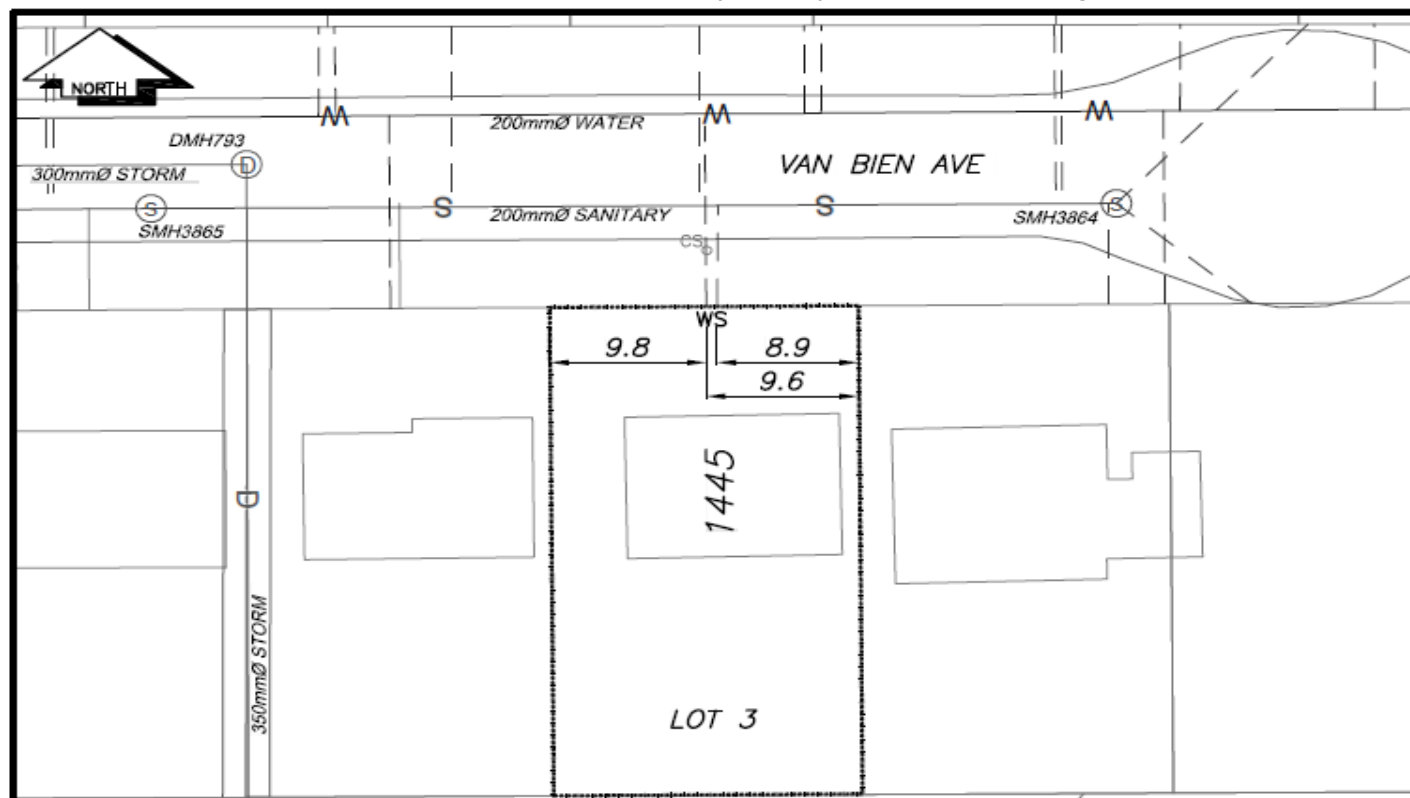 NORTH
W
W
W
200mmØ WATER
DMH793
D
VAN BIEN AVE
300mmØ STORM
S
S
S
S
200mmØ SANITARY
SMH3864
SMH3865
CS
WS
9.8
8.9
9.6
1445
D
350mmØ STORM
LOT 3